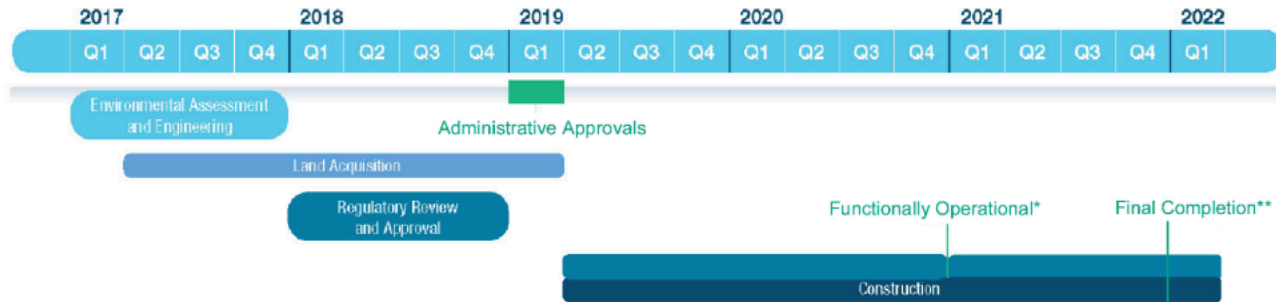 2017 2018 2019 2020 2021 2022
Q1 Q2 Q3 Q4 Q1 Q2 Q3 Q4 Q1 Q2 Q3 Q4 Q1 Q2 Q3 Q4 Q1 Q2 Q3 Q4 Q1
Environmental Assessment
and Engineering
Administrative Approvals
Land Acquisition
Regulatory Review
and Approval
Functionally Operational*
Final Completion**
Construction